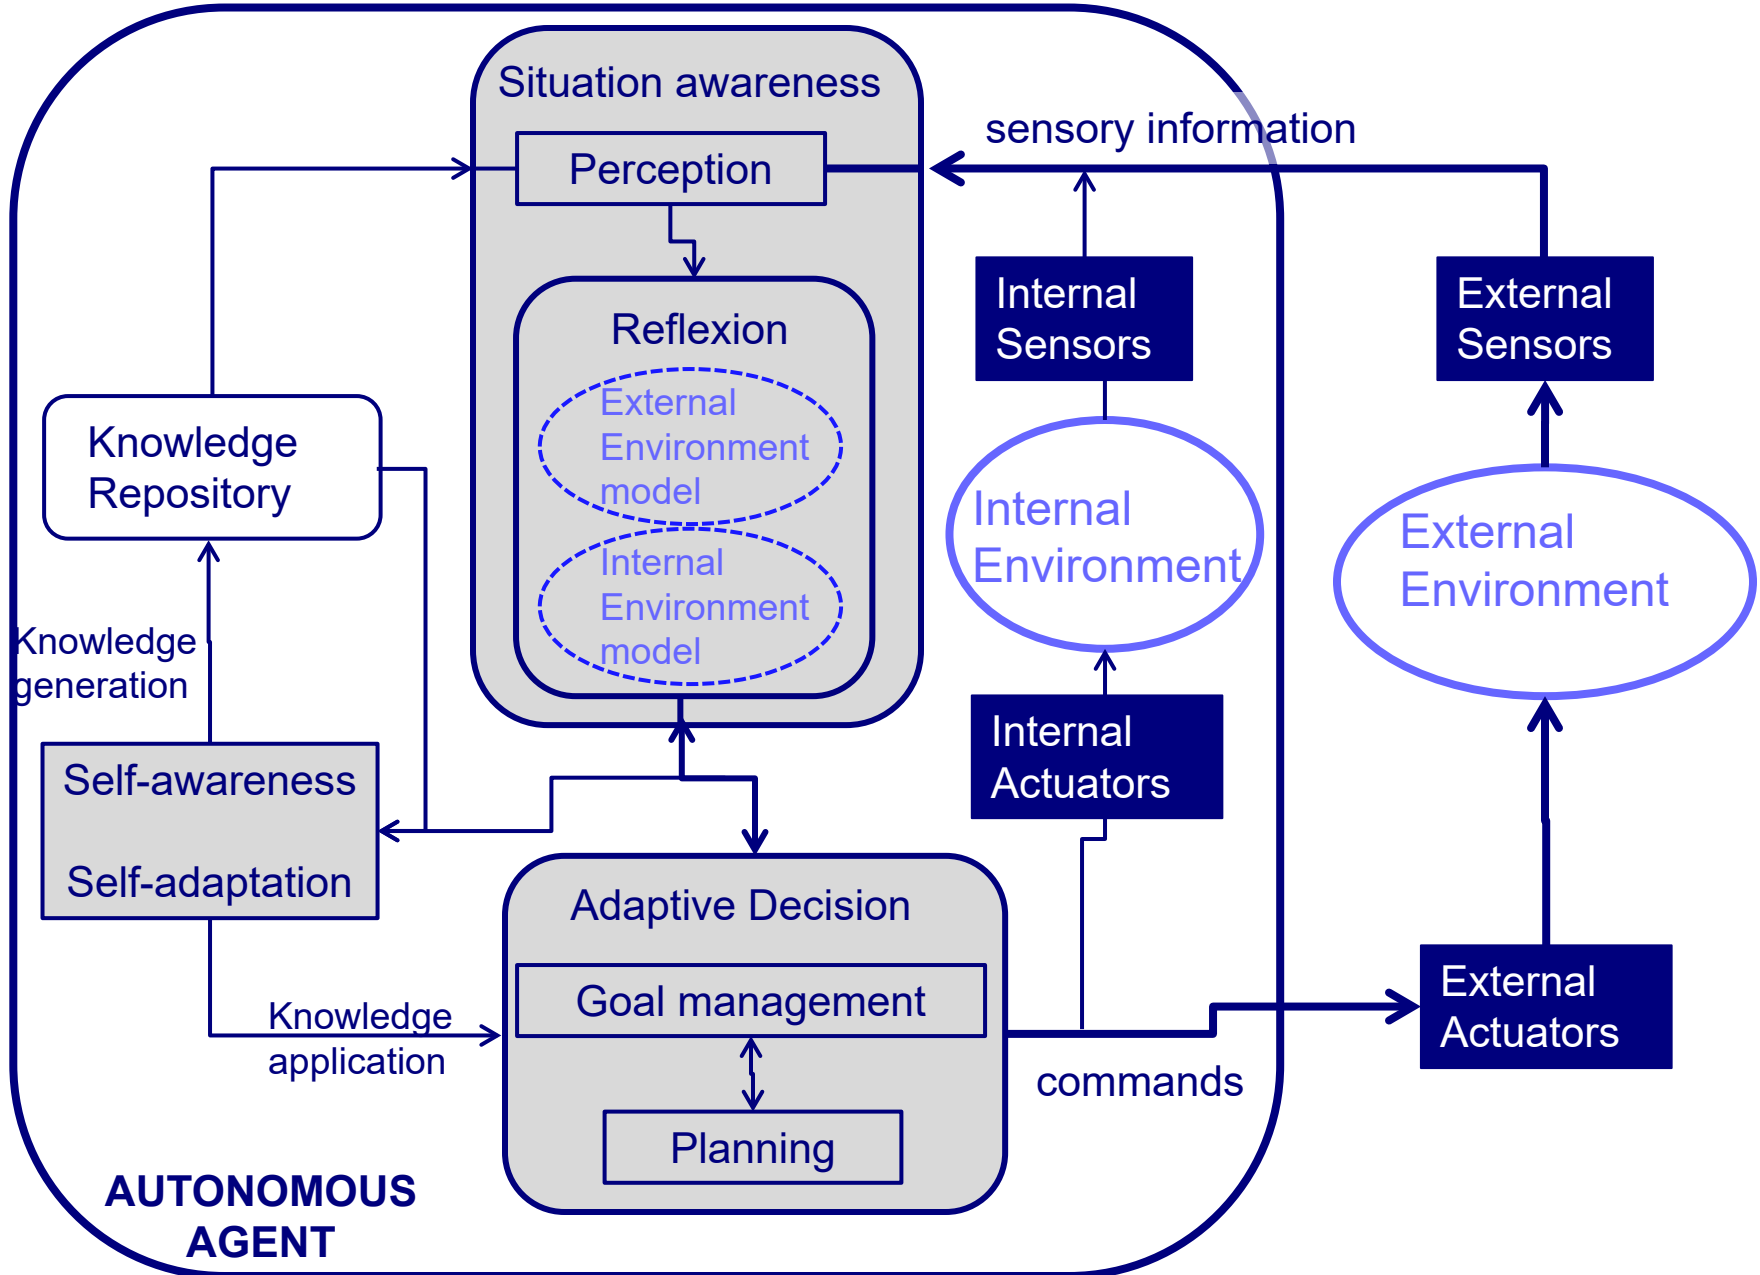 Situation awareness
sensory information
Perception
Internal
Sensors
External
Sensors
Reflexion
External
Environment
model
Knowledge
Repository
Internal
Environment
External
Environment
Internal
Environment
model
Knowledge
generation
Internal
Actuators
Self-awareness
Self-adaptation
Adaptive Decision
Goal management
External
Actuators
Knowledge
application
commands
Planning
AUTONOMOUS
AGENT